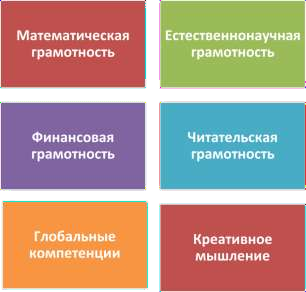 Математическая
грамотность
Естественнонаучная
грамотность
Финансовая
грамотность
Читательская
грамотность
Глобальные
компетенции
Креативное
мышление